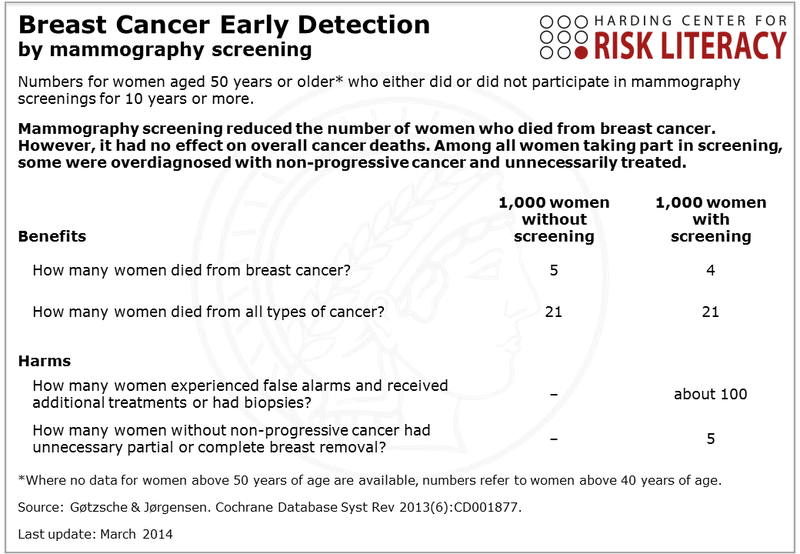 Breast Cancer Early Detection
by mammography screening
HARDING CENTER FOR
RISK LITERACY
Numbers for women aged 50 years or older* who either did or did not participate in mammography
screenings for 10 years or more.
Mammography screening reduced the number of women who died from breast cancer.
However, it had no effect on overall cancer deaths. Among all women taking part in screening,
some were overdiagnosed with non-progressive cancer and unnecessarily treated.
1,000 women without screening
1,000 women with screening
Benefits
How many women died from breast cancer? 5 4
How many women died from all types of cancer? 21 21
Harms
How many women experienced false alarms and received
additional treatments or had biopsies? – about 100
How many women without non-progressive cancer had
unnecessary partial or complete breast removal? – 5
*Where no data for women above 50 years of age are available, numbers refer to women above 40 years of age.
Source: Gøtzsche & Jørgensen. Cochrane Database Syst Rev 2013(6):CD001877.
Last update: March 2014